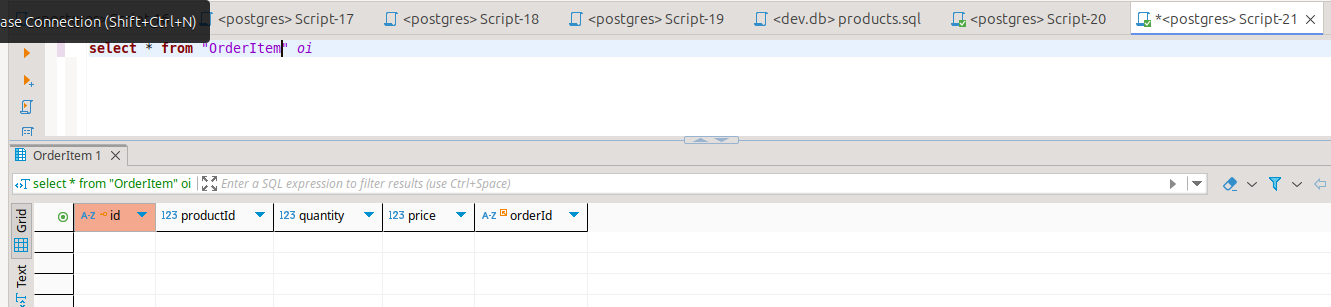 ase Connection (Shift+Ctrl+N)
<postgres> Script-17
<postgres> Script-18
<postgres> Script-19
<dev.db> products.sql
<postgres> Script-20
*<postgres> Script-21
select * from "OrderItem" oi
OrderItem 1
select * from "OrderItem" oi
Enter a SQL expression to filter results (use Ctrl+Space)
Grid
Text
A-Z id
123 productId
123 quantity
123 price
A-Z orderId